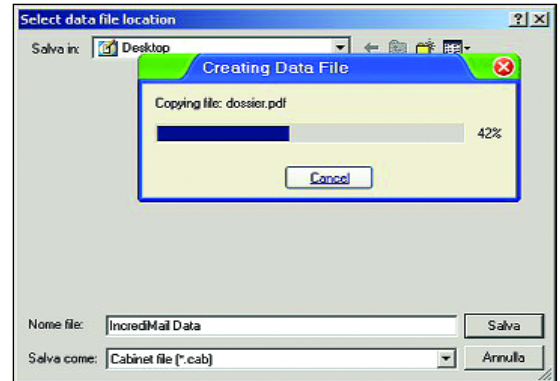 Select data file location
Salva in: Desktop
Creating Data File
Copying file: dossier.pdf
42%
Cancel
Nome file: IncrediMail Data Salva
Salva come: Cabinet file (*.cab) Annulla